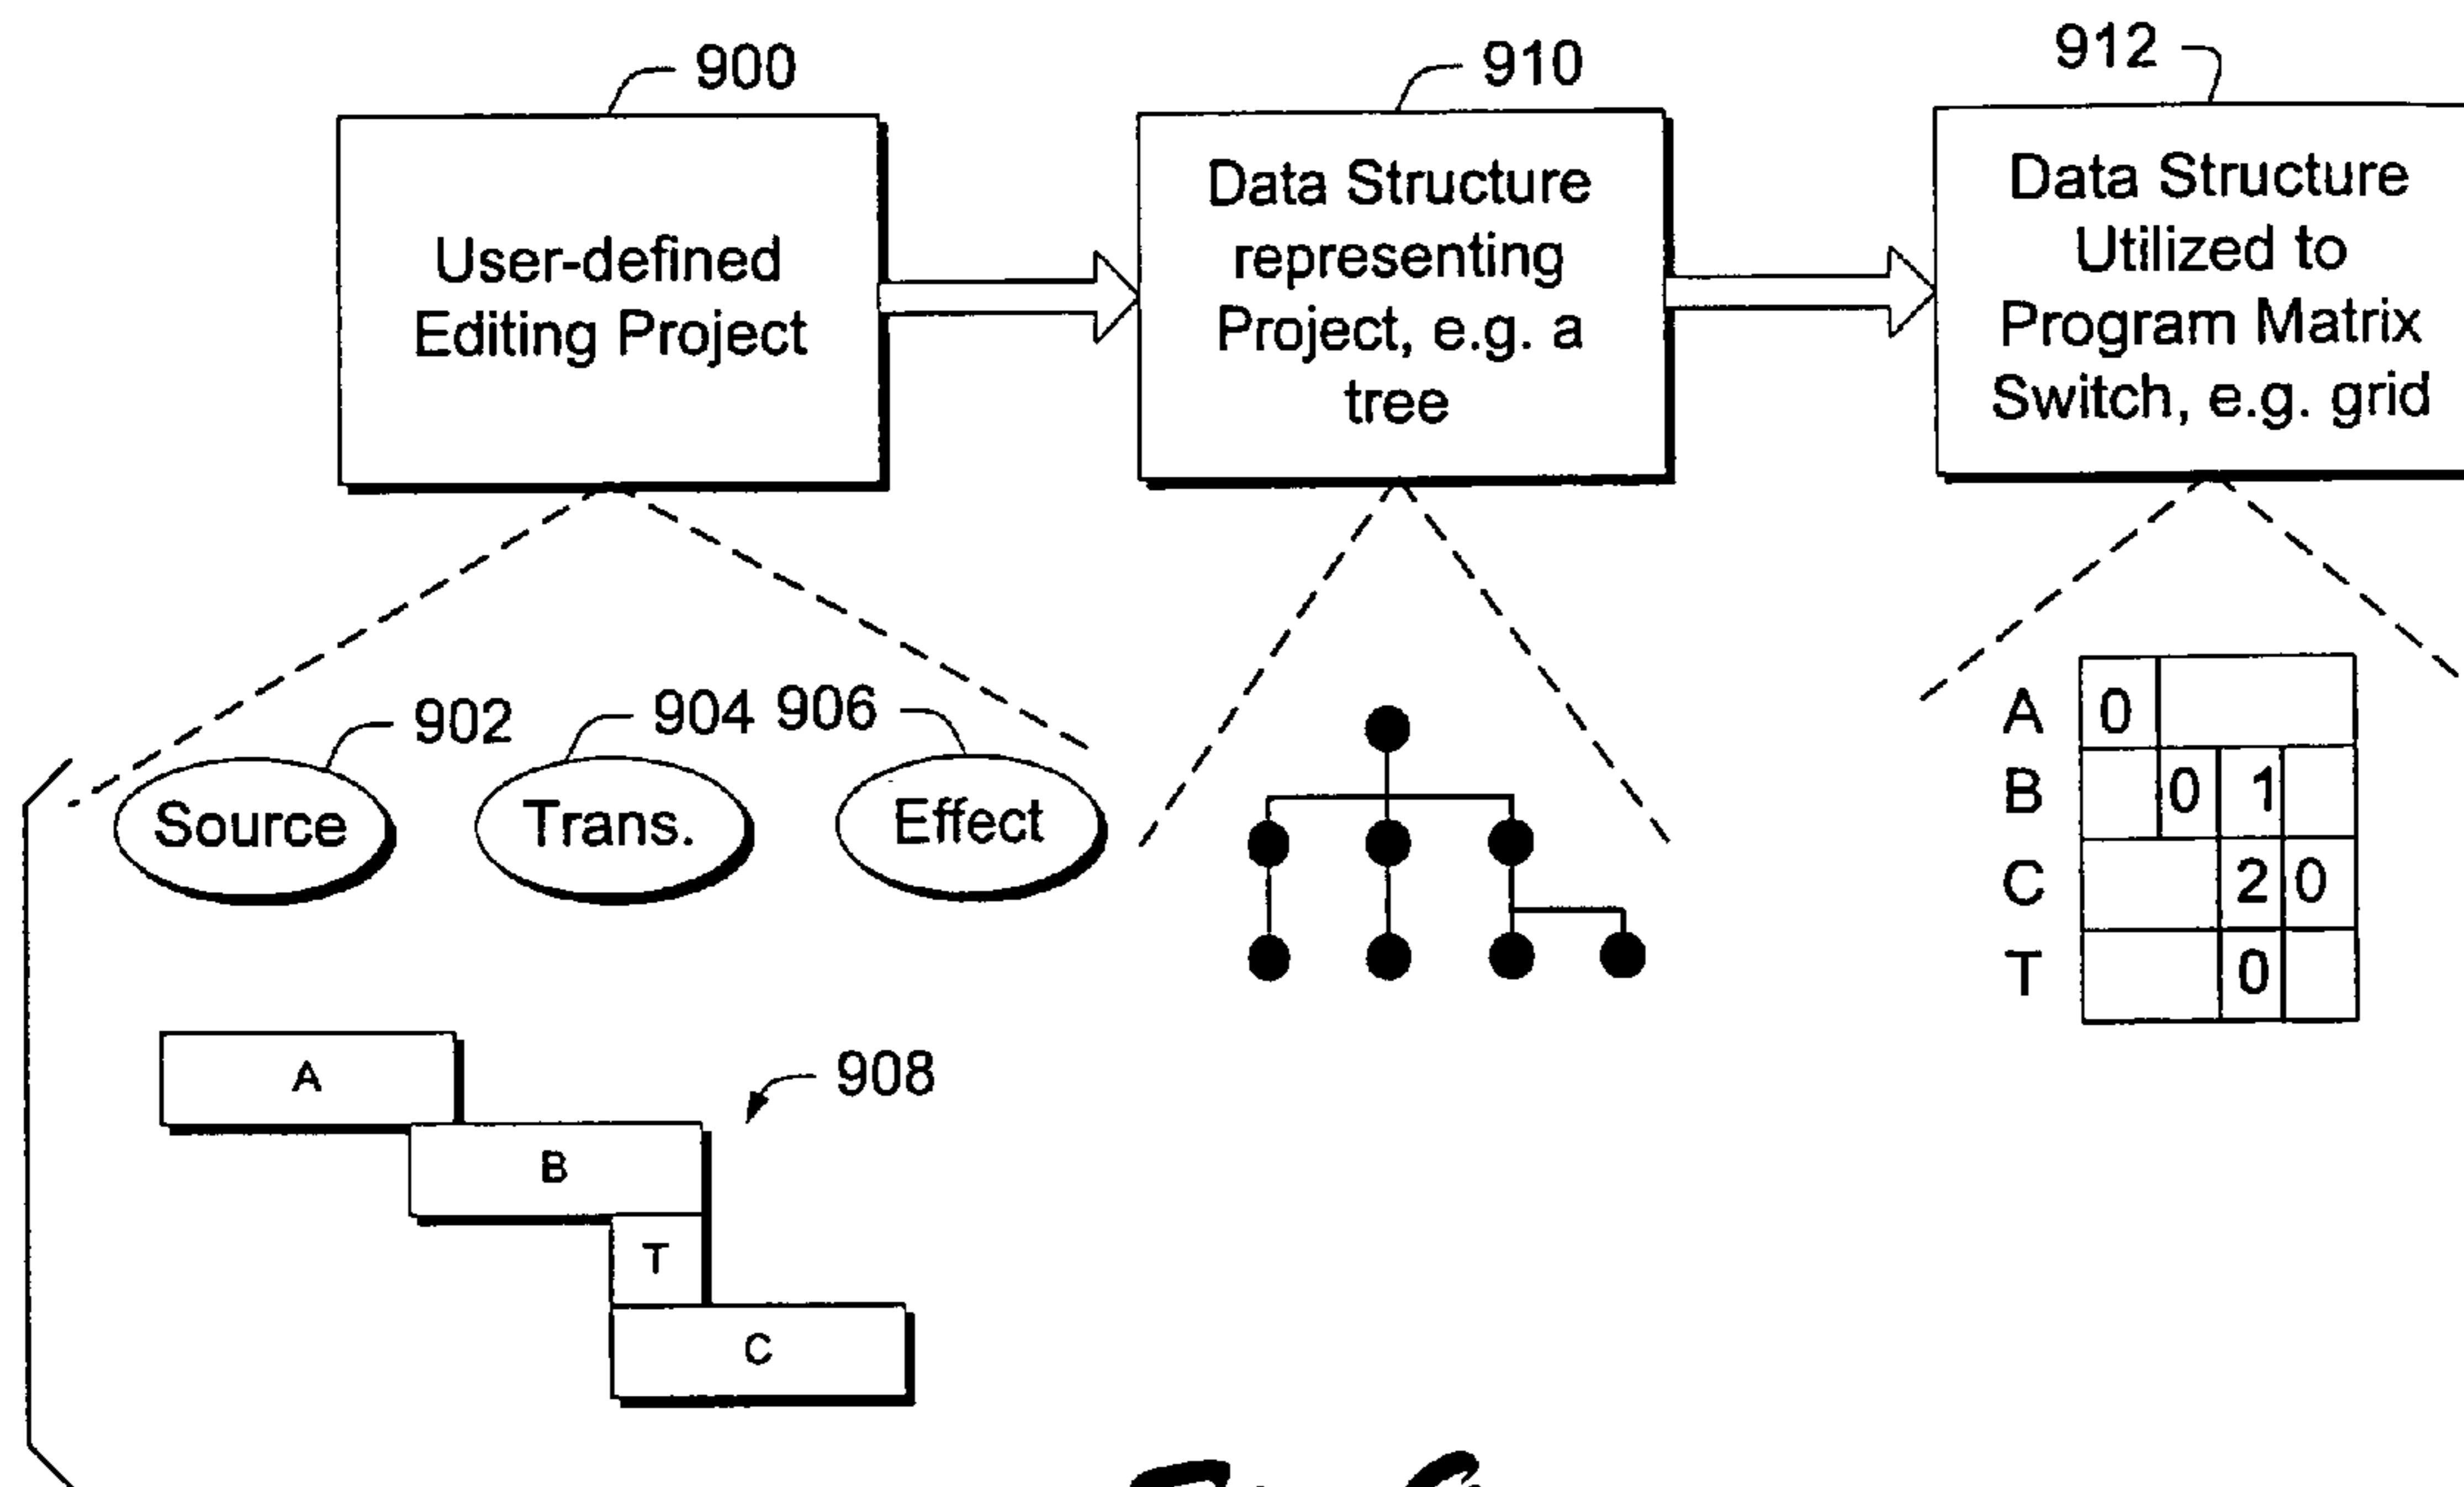 900
910
912
User-defined
Editing Project
Data Structure
representing
Project, e.g. a
tree
Data Structure
Utilized to
Program Matrix
Switch, e.g. grid
902
904
906
Source
Trans.
Effect
A 0
B 0 1
C 2 0
T 0
A
908
B
T
C